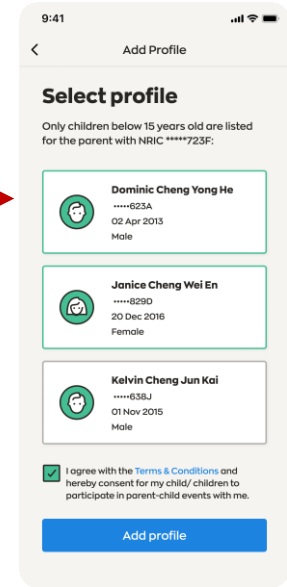 9:41
Add Profile
Select profile
Only children below 15 years old are listed
for the parent with NRIC *****723F:
Dominic Cheng Yong He
•••••623A
02 Apr 2013
Male
Janice Cheng Wei En
•••••829D
20 Dec 2016
Female
Kelvin Cheng Jun Kai
•••••638J
01 Nov 2015
Male
I agree with the Terms & Conditions and
hereby consent for my child/ children to
participate in parent-child events with me.
Add profile